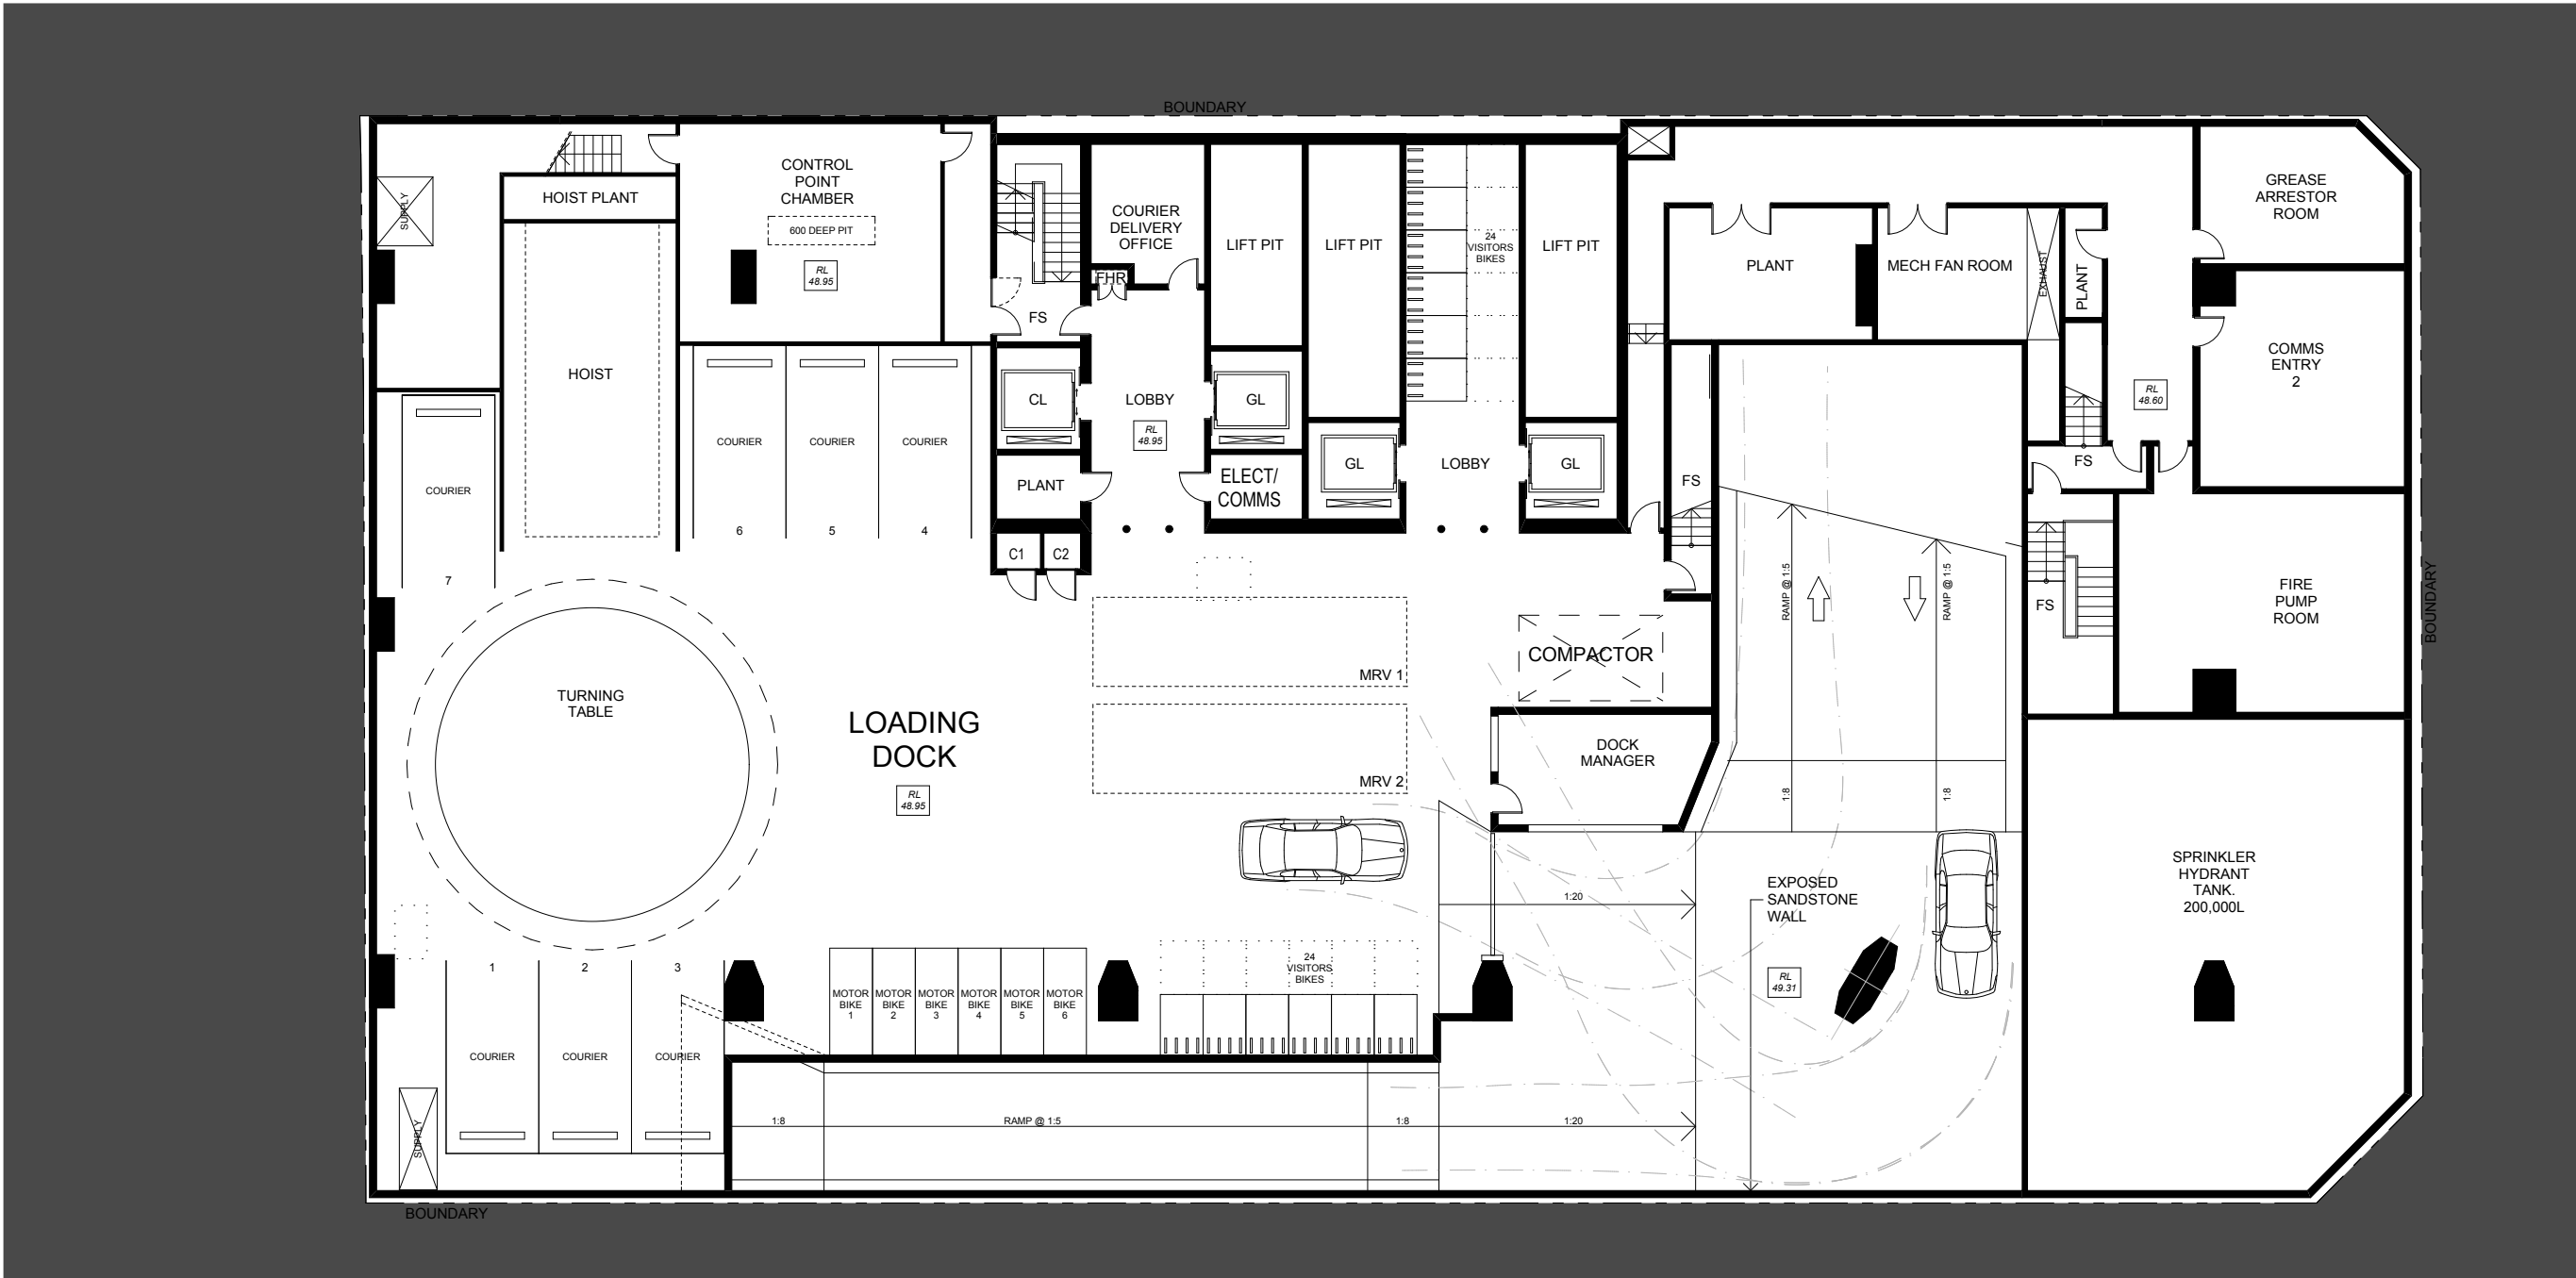 BOUNDARY
CONTROL
POINT
CHAMBER
600 DEEP PIT
RL
48.95
HOIST PLANT
SUPPLY
HOIST
COURIER
7
COURIER
6
COURIER
5
COURIER
4
FS
COURIER
DELIVERY
OFFICE
FHR
LIFT PIT
LIFT PIT
24
VISITORS
BIKES
LIFT PIT
CL
LOBBY
RL
48.95
GL
PLANT
ELECT/
COMMS
GL
LOBBY
GL
C1
C2
PLANT
MECH FAN ROOM
EXHAUST
PLANT
GREASE
ARRESTOR
ROOM
COMMS
ENTRY
2
RL
48.60
FS
FS
FS
FIRE
PUMP
ROOM
BOUNDARY
RAMP @ 1:5
RAMP @ 1:5
1:8
1:8
TURNING
TABLE
LOADING
DOCK
RL
48.95
MRV 1
MRV 2
COMPACTOR
DOCK
MANAGER
1:20
EXPOSED
SANDSTONE
WALL
RL
49.31
SPRINKLER
HYDRANT
TANK.
200,000L
1
2
3
COURIER
COURIER
COURIER
SUPPLY
MOTOR
BIKE
1
MOTOR
BIKE
2
MOTOR
BIKE
3
MOTOR
BIKE
4
MOTOR
BIKE
5
MOTOR
BIKE
6
24
VISITORS
BIKES
1:8
RAMP @ 1:5
1:8
1:20
BOUNDARY